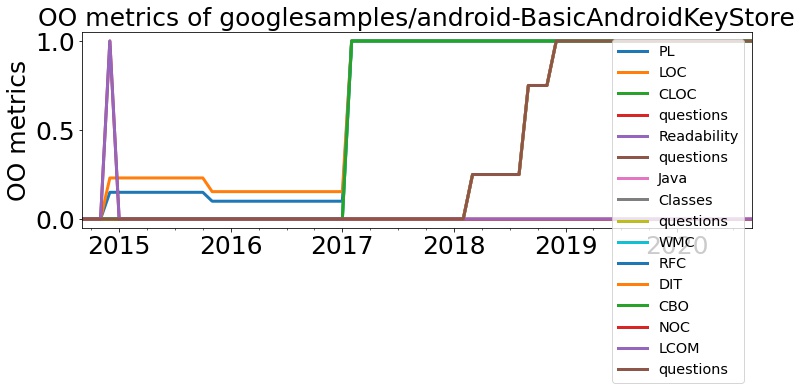 OO metrics of googlesamples/android-BasicAndroidKeyStore
OO metrics
1.0
0.5
0.0
2015 2016 2017 2018 2019 2020
PL
LOC
CLOC
questions
Readability
questions
Java
Classes
questions
WMC
RFC
DIT
CBO
NOC
LCOM
questions